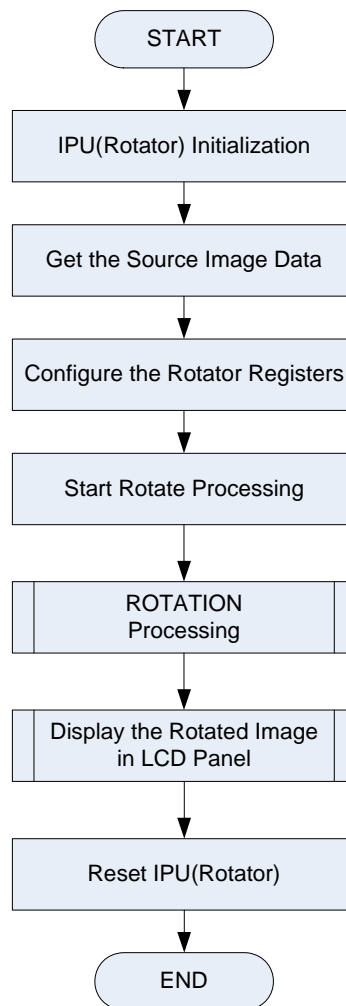 START
IPU(Rotator) Initialization
Get the Source Image Data
Configure the Rotator Registers
Start Rotate Processing
ROTATION
Processing
Display the Rotated Image
in LCD Panel
Reset IPU(Rotator)
END